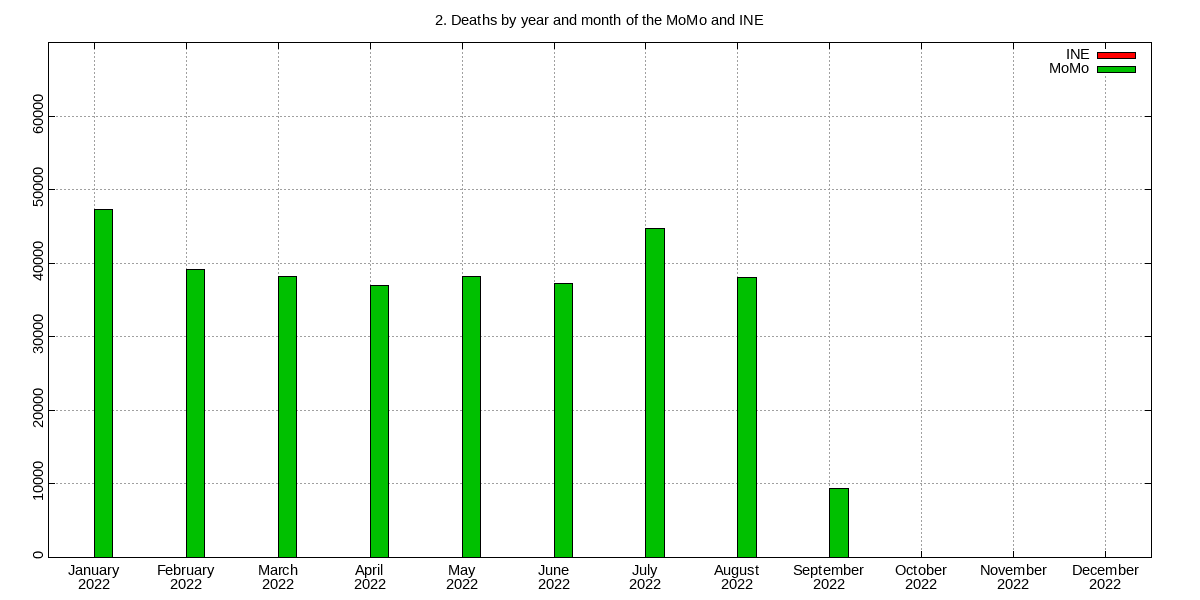 2. Deaths by year and month of the MoMo and INE
INE
MoMo
60000
50000
40000
30000
20000
10000
0
January February March April May June July August September October November December
2022 2022 2022 2022 2022 2022 2022 2022 2022 2022 2022 2022